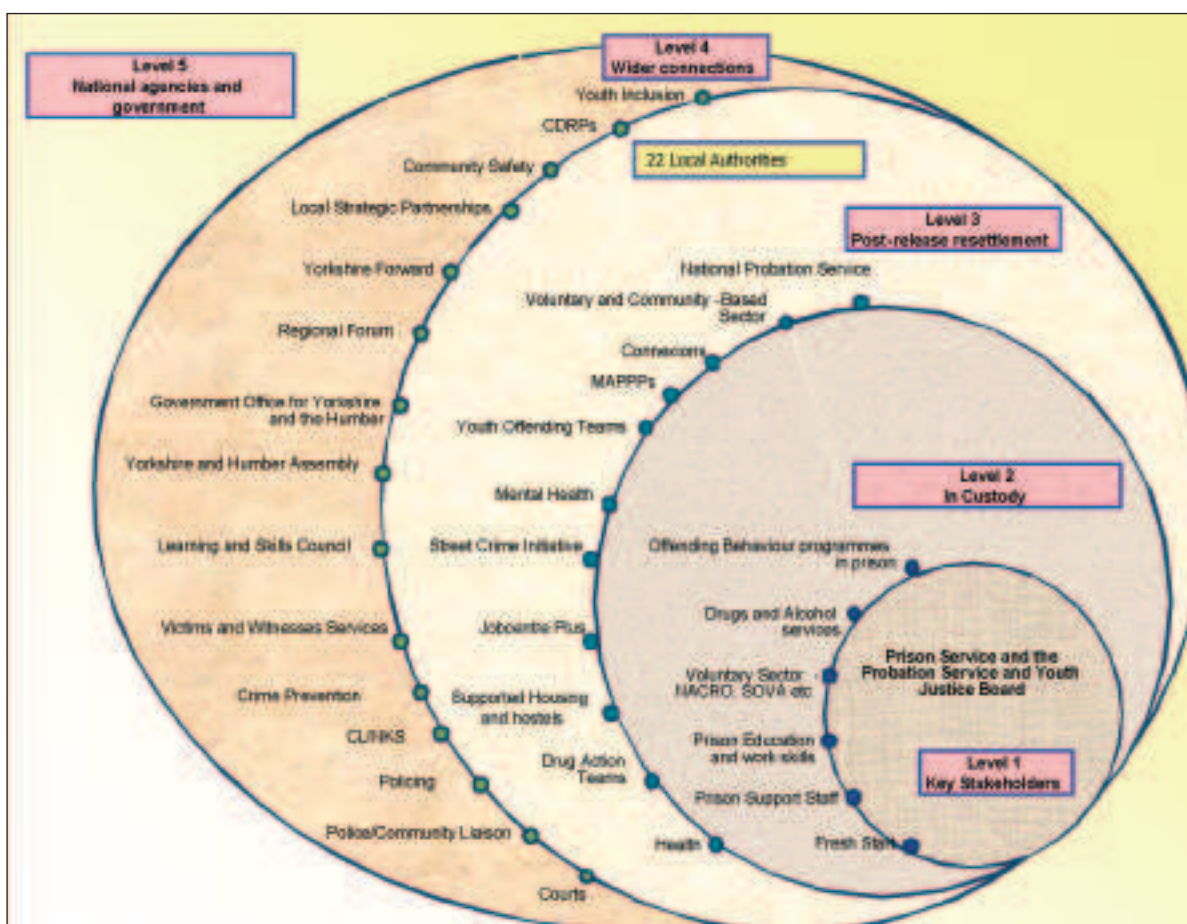 Level 5
National agencies and
government
Level 4
Wider connections
Youth Inclusion
CDRPs
22 Local Authorities
Community Safety
Local Strategic Partnerships
Level 3
Post-release resettlement
Yorkshire Forward
National Probation Service
Voluntary and Community -Based
Sector
Regional Forum
Connexions
MAPPPs
Government Office for Yorkshire
and the Humber
Youth Offending Teams
Yorkshire and Humber Assembly
Level 2
In Custody
Mental Health
Learning and Skills Council
Street Crime Initiative
Offending Behaviour programmes
in prison
Drugs and Alcohol
services
Victims and Witnesses Services
Jobcentre Plus
Prison Service and the
Probation Service and Youth
Justice Board
Voluntary Sector
NACRO, SOVA etc
Crime Prevention
Supported Housing
and hostels
CLINKS
Prison Education
and work skills
Drug Action
Teams
Level 1
Key Stakeholders
Policing
Prison Support Staff
Police/Community Liaison
Health
Fresh Start
Courts